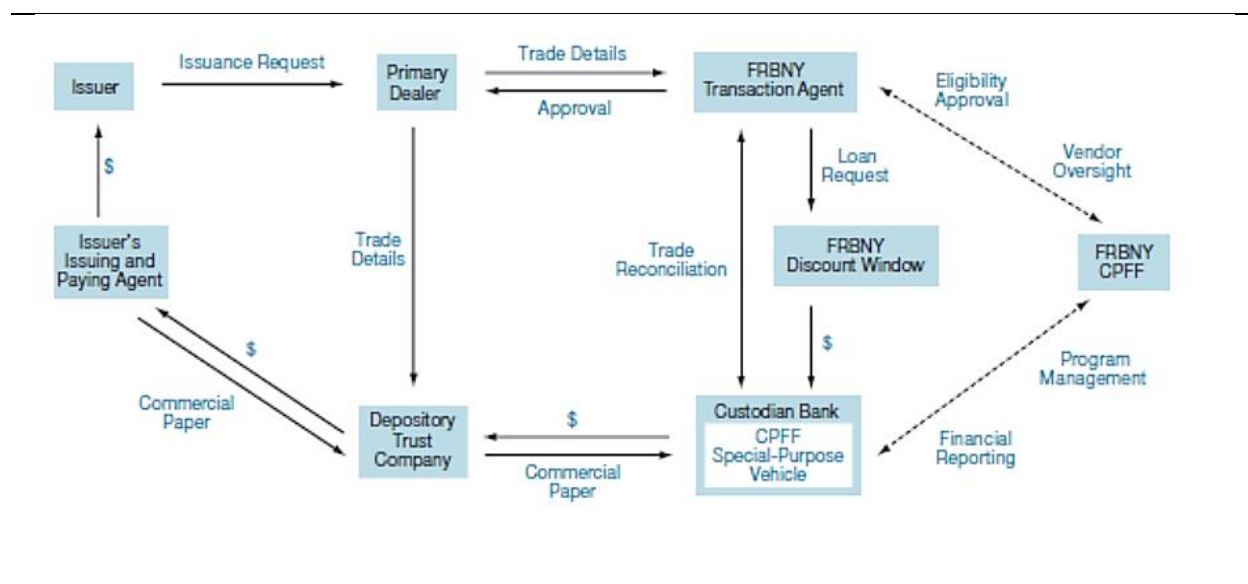 Issuer
Issuance Request
Primary
Dealer
Trade Details
Approval
FRBNY
Transaction Agent
Eligibility
Approval
Vendor
Oversight
$
Loan
Request
Issuer's
Issuing and
Paying Agent
Trade
Details
Trade
Reconciliation
FRBNY
Discount Window
FRBNY
CPFF
$
$
Program
Management
Commercial
Paper
Depository
Trust
Company
$
Commercial
Paper
Custodian Bank
CPFF
Special-Purpose
Vehicle
Financial
Reporting